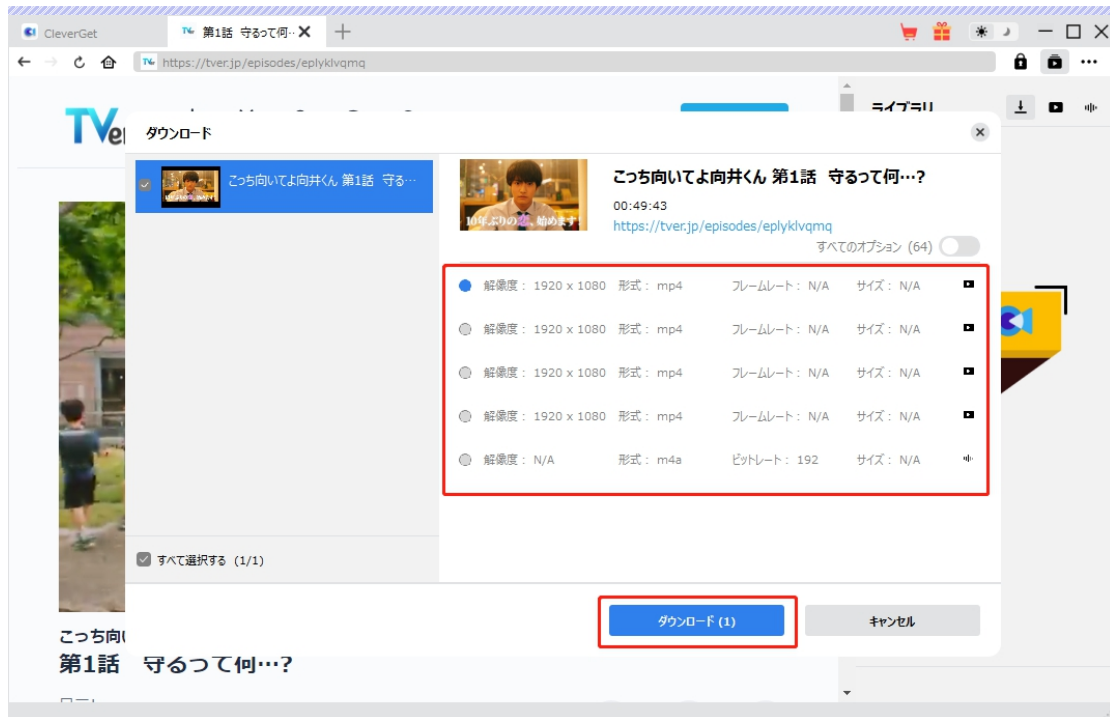 CleverGet
第1話 守るって何··
https://tver.jp/episodes/eplyklvqmq
TVer
ライブラリ
ダウンロード
こっち向いてよ向井くん 第1話 守る…
10年ぶりの恋、始めます
こっち向いてよ向井くん 第1話 守るって何…?
00:49:43
https://tver.jp/episodes/eplyklvqmq
すべてのオプション (64)
解像度: 1920 x 1080 形式: mp4 フレームレート: N/A サイズ: N/A
解像度: 1920 x 1080 形式: mp4 フレームレート: N/A サイズ: N/A
解像度: 1920 x 1080 形式: mp4 フレームレート: N/A サイズ: N/A
解像度: 1920 x 1080 形式: mp4 フレームレート: N/A サイズ: N/A
解像度: N/A 形式: m4a ビットレート: 192 サイズ: N/A
すべて選択する (1/1)
ダウンロード (1)
キャンセル
こっち向い
第1話 守るって何…?